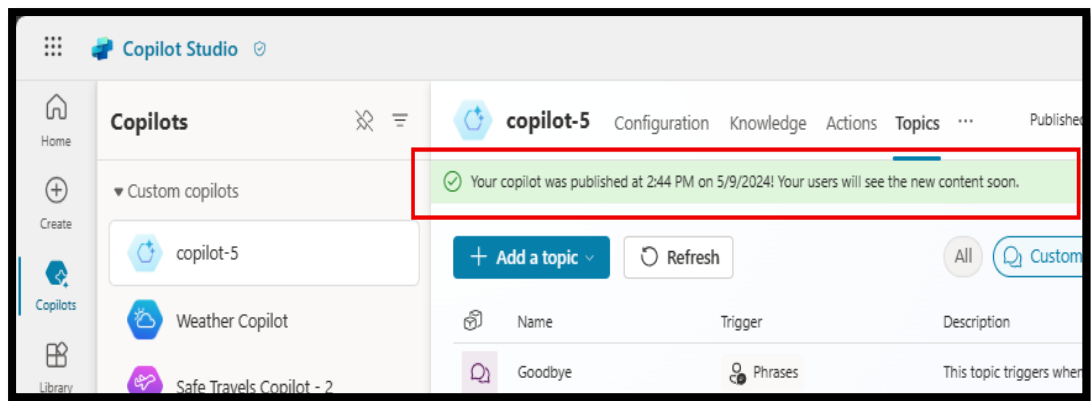 Copilot Studio
Home
Create
Copilots
Library
Copilots
Custom copilots
copilot-5
Weather Copilot
Safe Travels Copilot - 2
copilot-5 Configuration Knowledge Actions Topics ··· Published
Your copilot was published at 2:44 PM on 5/9/2024! Your users will see the new content soon.
+ Add a topic Refresh All Custom
Name Trigger Description
Goodbye Phrases This topic triggers when